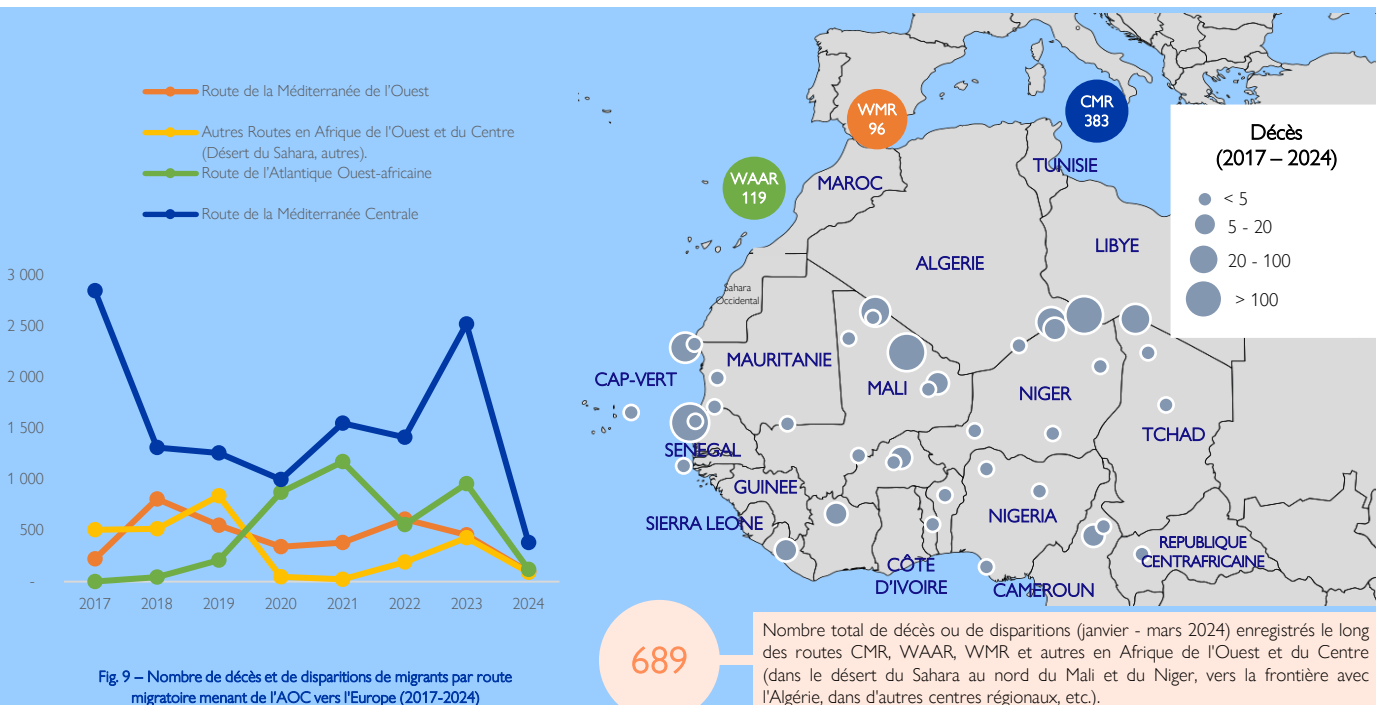 Route de la Méditerranée de l'Ouest
Autres Routes en Afrique de l'Ouest et du Centre
(Désert du Sahara, autres).
Route de l'Atlantique Ouest-africaine
Route de la Méditerranée Centrale
3 000
2 500
2 000
1 500
1 000
500
-
2017 2018 2019 2020 2021 2022 2023 2024
Fig. 9 – Nombre de décès et de disparitions de migrants par route
migratoire menant de l'AOC vers l'Europe (2017-2024)
WMR
96
CMR
383
WAAR
119
Décès
(2017 – 2024)
< 5
5 - 20
20 - 100
> 100
TUNISIE
MAROC
LIBYE
ALGERIE
Sahara
Occidental
MAURITANIE
CAP-VERT
MALI
NIGER
TCHAD
SENEGAL
GUINEE
SIERRA LEONE
NIGERIA
REPUBLIQUE
CENTRAFRICAINE
CÔTE
D'IVOIRE
CAMEROUN
689
Nombre total de décès ou de disparitions (janvier - mars 2024) enregistrés le long
des routes CMR, WAAR, WMR et autres en Afrique de l'Ouest et du Centre
(dans le désert du Sahara au nord du Mali et du Niger, vers la frontière avec
l'Algérie, dans d'autres centres régionaux, etc.).